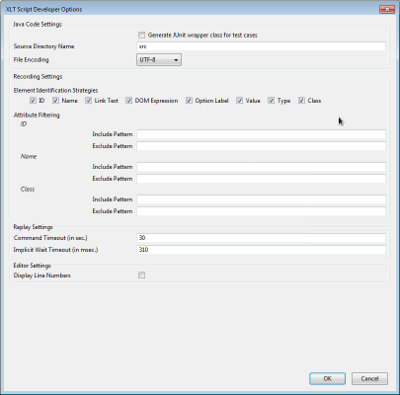 XLT Script Developer Options
Java Code Settings
Generate JUnit wrapper class for test cases
Source Directory Name src
File Encoding UTF-8
Recording Settings
Element Identification Strategies
ID Name Link Text DOM Expression Option Label Value Type Class
Attribute Filtering
ID
Include Pattern
Exclude Pattern
Name
Include Pattern
Exclude Pattern
Class
Include Pattern
Exclude Pattern
Replay Settings
Command Timeout (in sec.) 30
Implicit Wait Timeout (in msec.) 310
Editor Settings
Display Line Numbers
OK Cancel